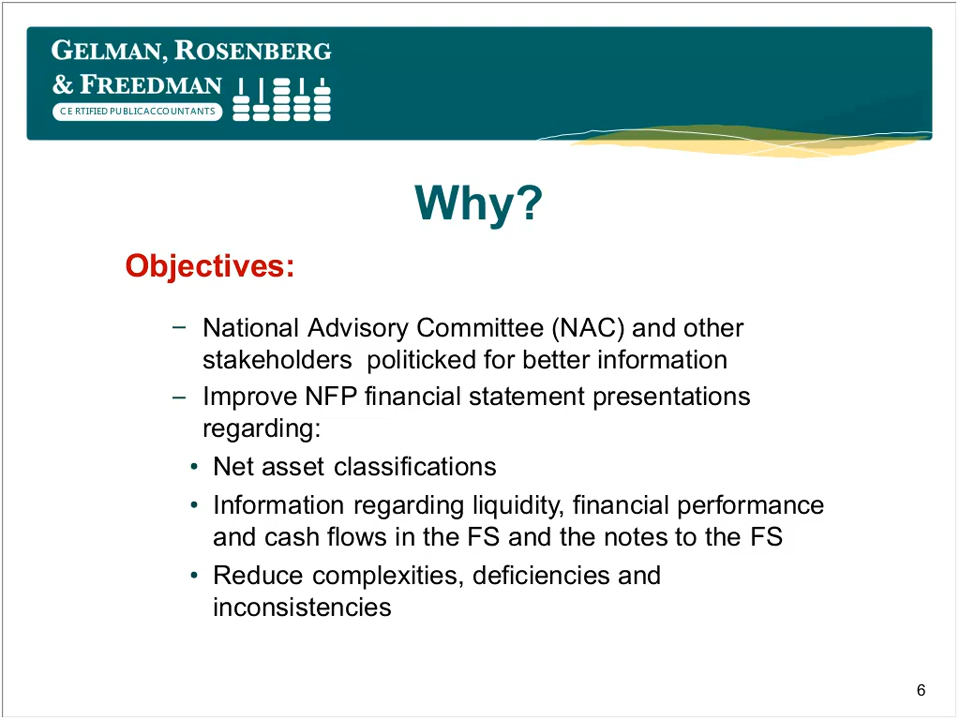 GELMAN, ROSENBERG
& FREEDMAN
CERTIFIED PUBLIC ACCOUNTANTS
Why?
Objectives:
– National Advisory Committee (NAC) and other
stakeholders politicked for better information
– Improve NFP financial statement presentations
regarding:
• Net asset classifications
• Information regarding liquidity, financial performance
and cash flows in the FS and the notes to the FS
• Reduce complexities, deficiencies and
inconsistencies
6